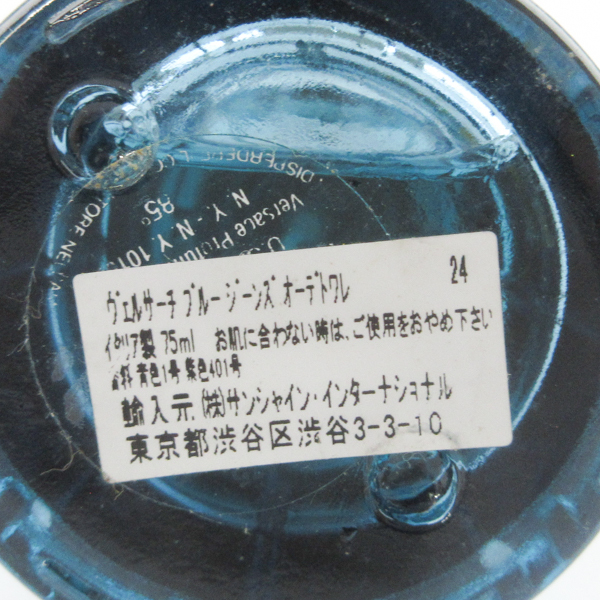 · DISPERDERE
85°
N.Y. - N.Y. 101
Versace
ヴェルサーチ ブルージーンズ オーデトワレ 24
イタリア製 75ml お肌に合わない時は、ご使用をおやめ下さい
香料 青色1号 紫色401号
輸入元 (株)サンシャイン・インターナショナル
東京都渋谷区渋谷3-3-10